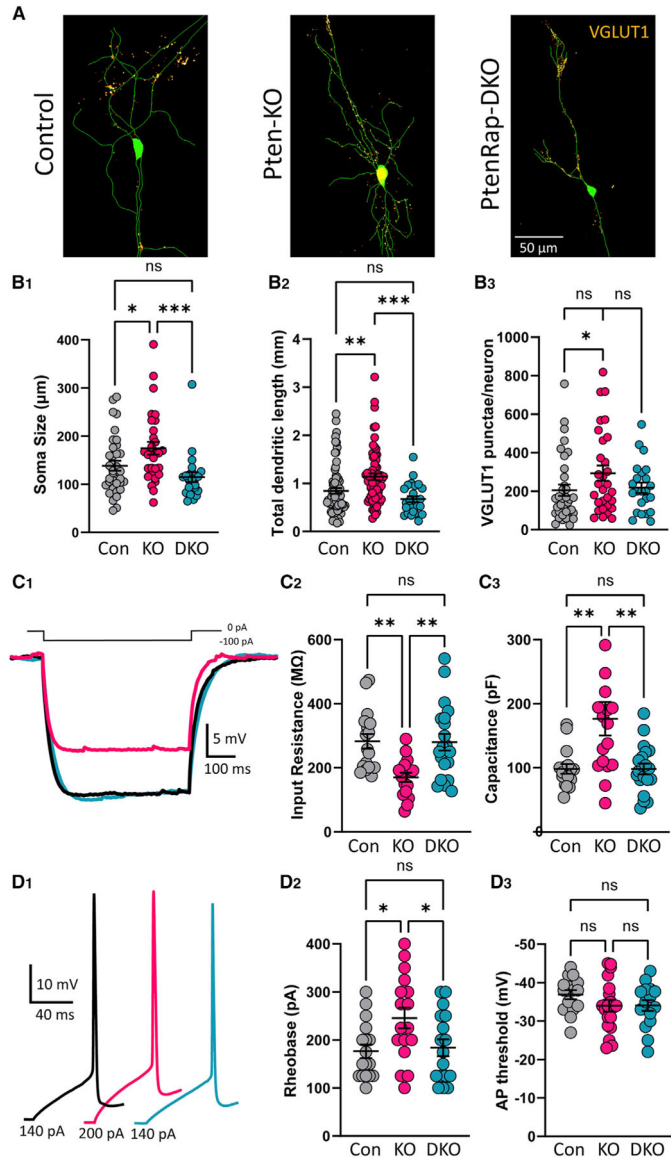 A
Control
Pten-KO
PtenRap-DKO
VGLUT1
50 µm
B1
ns
*
***
Soma Size (µm)
400
300
200
100
0
Con
KO
DKO
B2
ns
**
***
Total dendritic length (mm)
4
3
2
1
0
Con
KO
DKO
B3
ns
ns
*
VGLUT1 punctae/neuron
1000
800
600
400
200
0
Con
KO
DKO
C1
0 pA
-100 pA
5 mV
100 ms
C2
ns
**
**
Input Resistance (MΩ)
600
400
200
0
Con
KO
DKO
C3
ns
**
**
Capacitance (pF)
300
200
100
0
Con
KO
DKO
D1
10 mV
40 ms
140 pA
200 pA
140 pA
D2
ns
*
*
Rheobase (pA)
400
300
200
100
0
Con
KO
DKO
D3
ns
ns
ns
AP threshold (mV)
-50
-40
-30
-20
-10
0
Con
KO
DKO